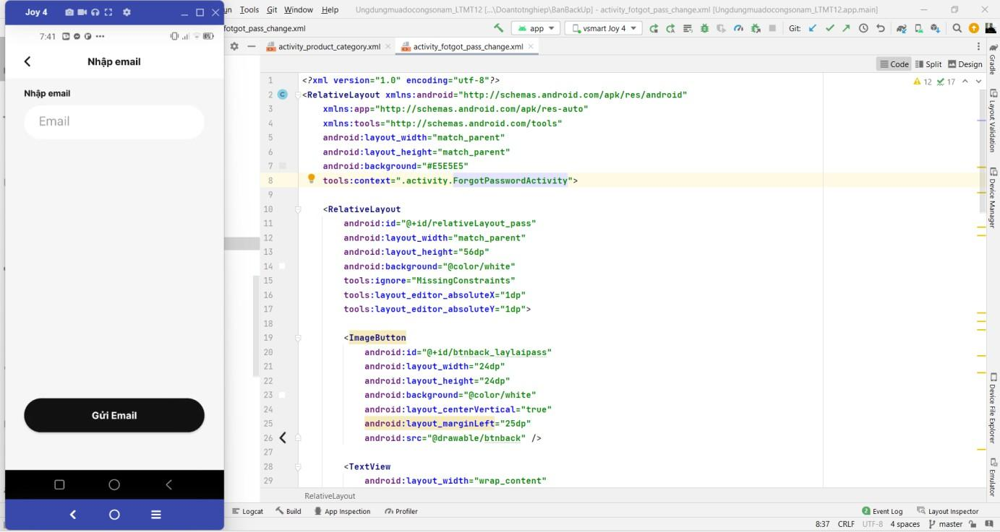 Joy 4
7:41
Nhập email
Nhập email
Email
Gửi Email
Tools Git Window Help
Ungdungmuadocongsonam_LTMT12 [...\Doantotnghiep\BanBackUp] - activity_fotgot_pass_change.xml [Ungdungmuadocongsonam_LTMT12.app.main]
fotgot_pass_change.xml
app
vsmart Joy 4
Git:
activity_product_category.xml
activity_fotgot_pass_change.xml
Code Split Design
12 17
1 <?xml version="1.0" encoding="utf-8"?>
2 <RelativeLayout xmlns:android="http://schemas.android.com/apk/res/android"
3 xmlns:app="http://schemas.android.com/apk/res-auto"
4 xmlns:tools="http://schemas.android.com/tools"
5 android:layout_width="match_parent"
6 android:layout_height="match_parent"
7 android:background="#E5E5E5"
8 tools:context=".activity.ForgotPasswordActivity">
9
10 <RelativeLayout
11 android:id="@+id/relativeLayout_pass"
12 android:layout_width="match_parent"
13 android:layout_height="56dp"
14 android:background="@color/white"
15 tools:ignore="MissingConstraints"
16 tools:layout_editor_absoluteX="1dp"
17 tools:layout_editor_absoluteY="1dp">
18
19 <ImageButton
20 android:id="@+id/btnback_laylaipass"
21 android:layout_width="24dp"
22 android:layout_height="24dp"
23 android:background="@color/white"
24 android:layout_centerVertical="true"
25 android:layout_marginLeft="25dp"
26 android:src="@drawable/btnback" />
27
28 <TextView
29 android:layout_width="wrap_content"
RelativeLayout
Gradle
Layout Validation
Device Manager
Device File Explorer
Emulator
Logcat Build App Inspection Profiler
2 Event Log Layout Inspector
8:37 CRLF UTF-8 4 spaces master